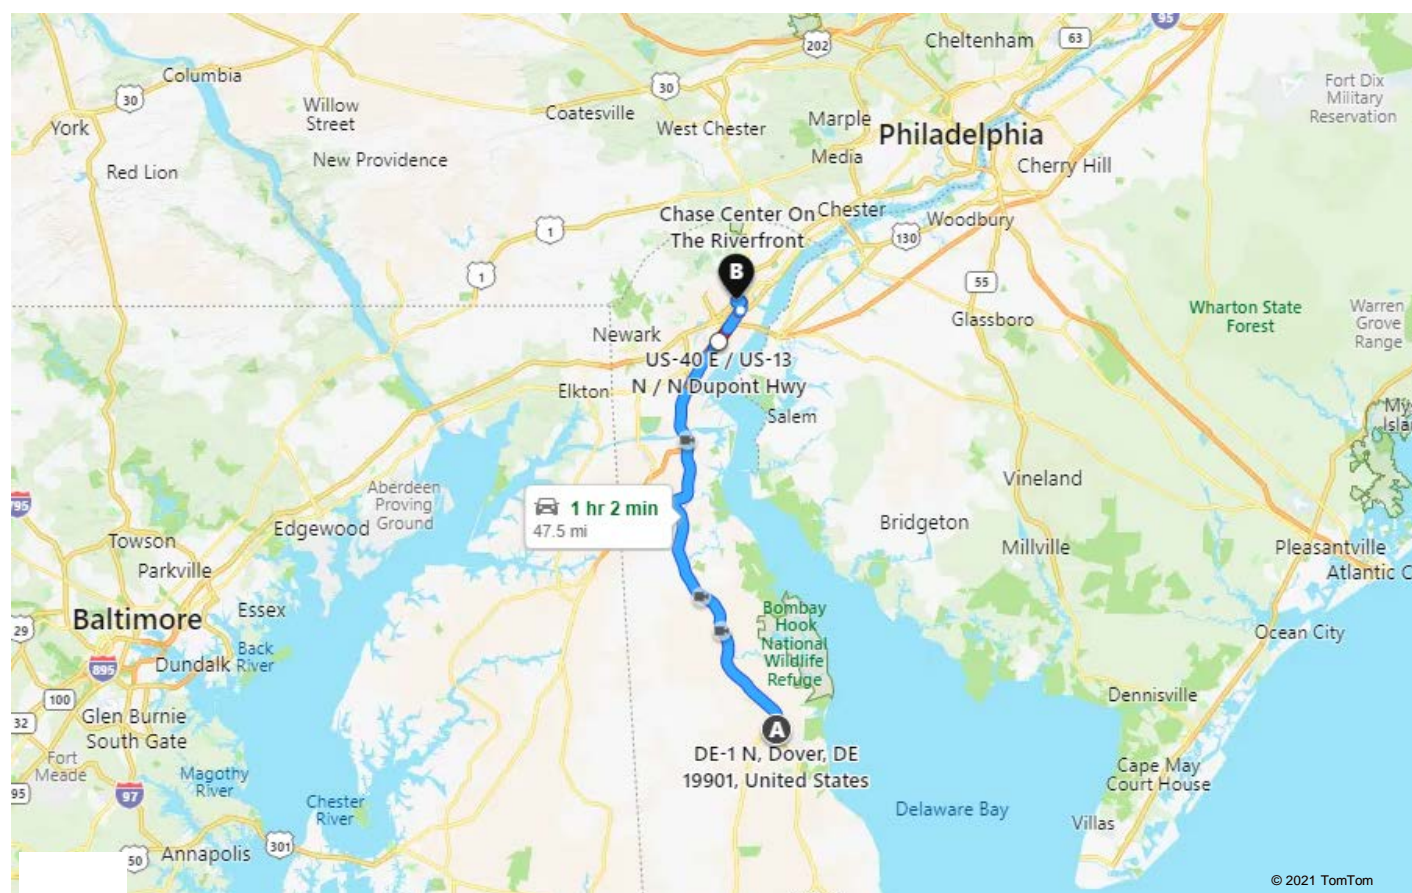 95
Cheltenham
63
202
Columbia
30
Fort Dix
Military
Reservation
30
Willow
Street
Coatesville
West Chester
Marple
York
Philadelphia
New Providence
Media
Cherry Hill
Red Lion
Chase Center On
The Riverfront
Chester
Woodbury
1
130
B
1
55
Wharton State
Forest
Warren
Grove
Range
Glassboro
Newark
US-40 E / US-13
N / N Dupont Hwy
Elkton
Salem
Vineland
Aberdeen
Proving
Ground
795
1 hr 2 min
47.5 mi
Edgewood
Bridgeton
Towson
Millville
Pleasantville
Parkville
Atlantic C
Essex
Bombay
Hook
National
Wildlife
Refuge
Baltimore
29
Ocean City
Back
River
Dundalk
895
100
Dennisville
32
Glen Burnie
South Gate
A
DE-1 N, Dover, DE
19901, United States
Fort
Meade
Magothy
River
Cape May
Court House
95
97
Chester
River
Delaware Bay
Villas
50
Annapolis
301
© 2021 TomTom